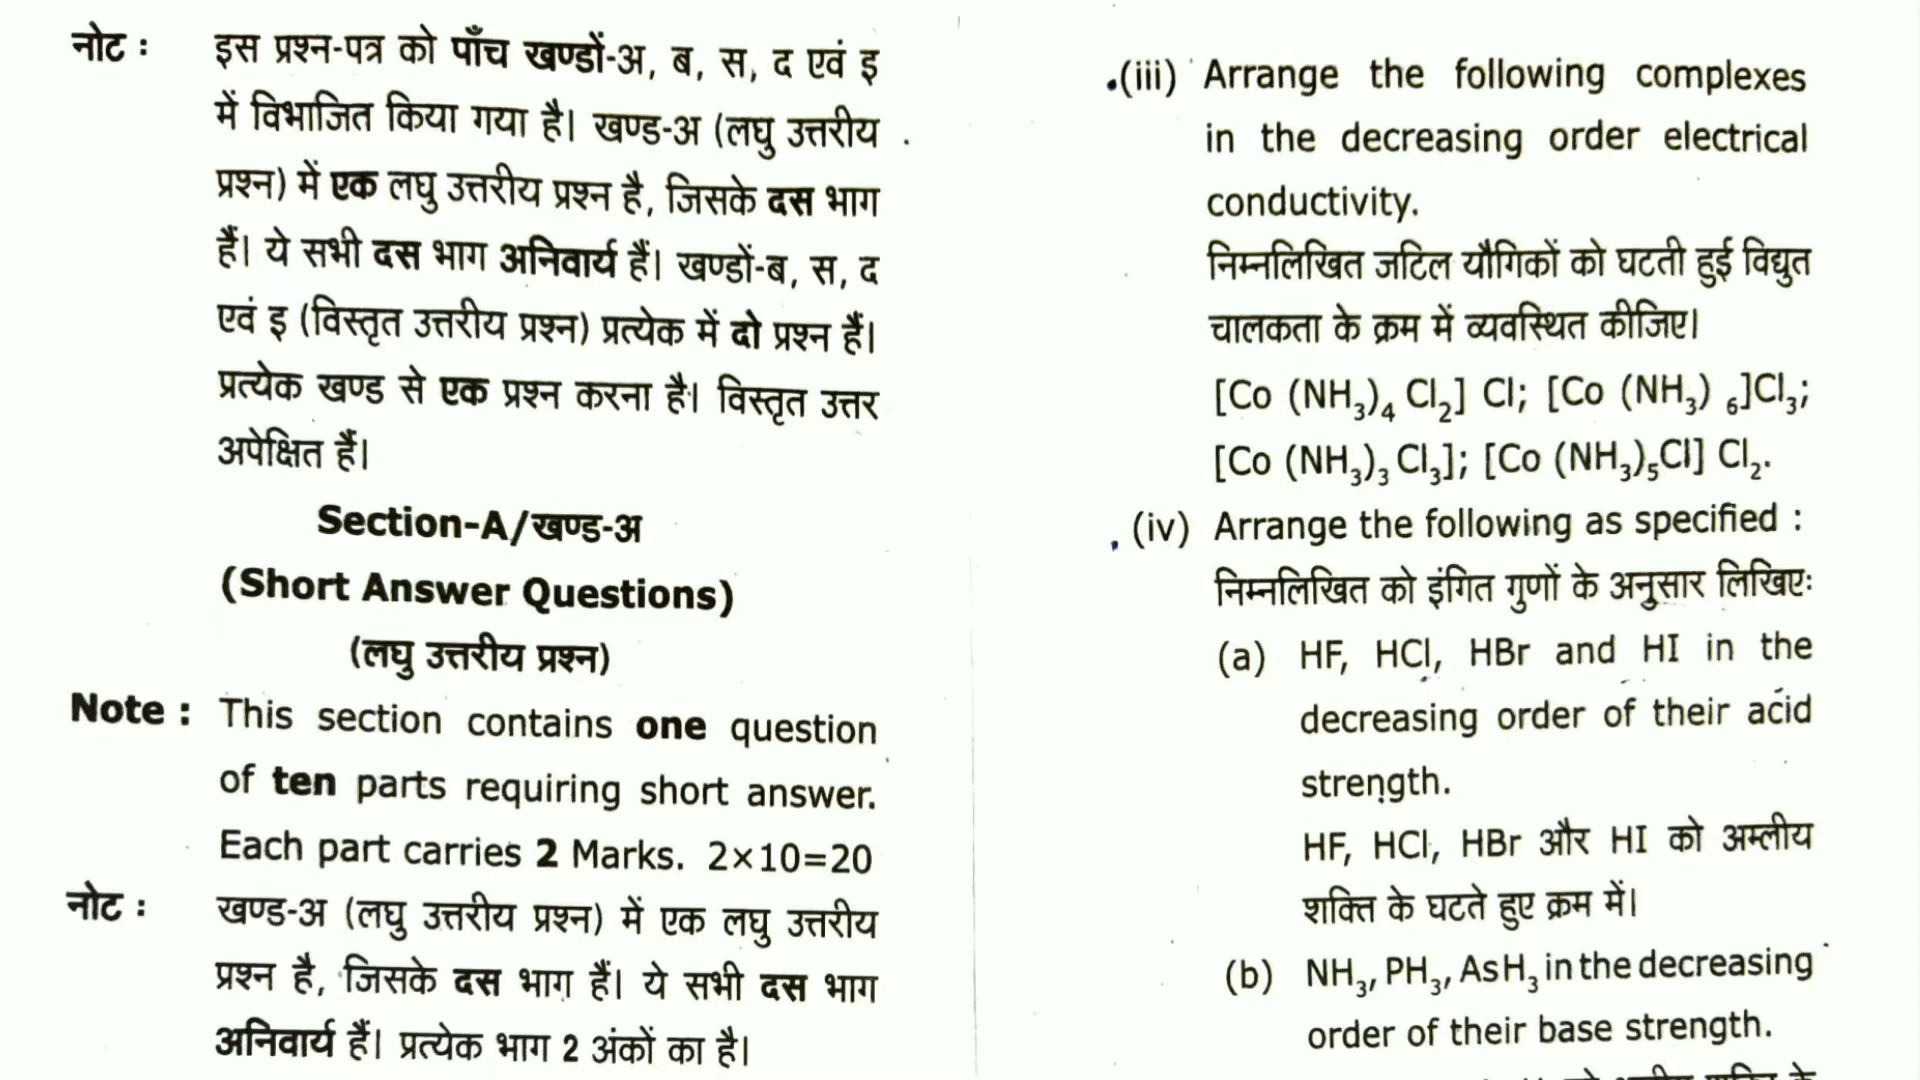 नोट :
इस प्रश्न-पत्र को पाँच खण्डों-अ, ब, स, द एवं इ
में विभाजित किया गया है। खण्ड-अ (लघु उत्तरीय
प्रश्न) में एक लघु उत्तरीय प्रश्न है, जिसके दस भाग
हैं। ये सभी दस भाग अनिवार्य हैं। खण्डों-ब, स, द
एवं इ (विस्तृत उत्तरीय प्रश्न) प्रत्येक में दो प्रश्न हैं।
प्रत्येक खण्ड से एक प्रश्न करना है। विस्तृत उत्तर
अपेक्षित हैं।
Section-A/खण्ड-अ
(Short Answer Questions)
(लघु उत्तरीय प्रश्न)
Note : This section contains one question
of ten parts requiring short answer.
Each part carries 2 Marks. 2×10=20
नोट : खण्ड-अ (लघु उत्तरीय प्रश्न) में एक लघु उत्तरीय
प्रश्न है, जिसके दस भाग हैं। ये सभी दस भाग
अनिवार्य हैं। प्रत्येक भाग 2 अंकों का है।
(iii) Arrange the following complexes
in the decreasing order electrical
conductivity.
निम्नलिखित जटिल यौगिकों को घटती हुई विद्युत
चालकता के क्रम में व्यवस्थित कीजिए।
[Co (NH₃)₄ Cl₂] Cl; [Co (NH₃) ₆]Cl₃;
[Co (NH₃)₃ Cl₃]; [Co (NH₃)₅Cl] Cl₂.
(iv) Arrange the following as specified :
निम्नलिखित को इंगित गुणों के अनुसार लिखिएः
(a) HF, HCl, HBr and HI in the
decreasing order of their acid
strength.
HF, HCl, HBr और HI को अम्लीय
शक्ति के घटते हुए क्रम में।
(b) NH₃, PH₃, AsH₃ in the decreasing
order of their base strength.